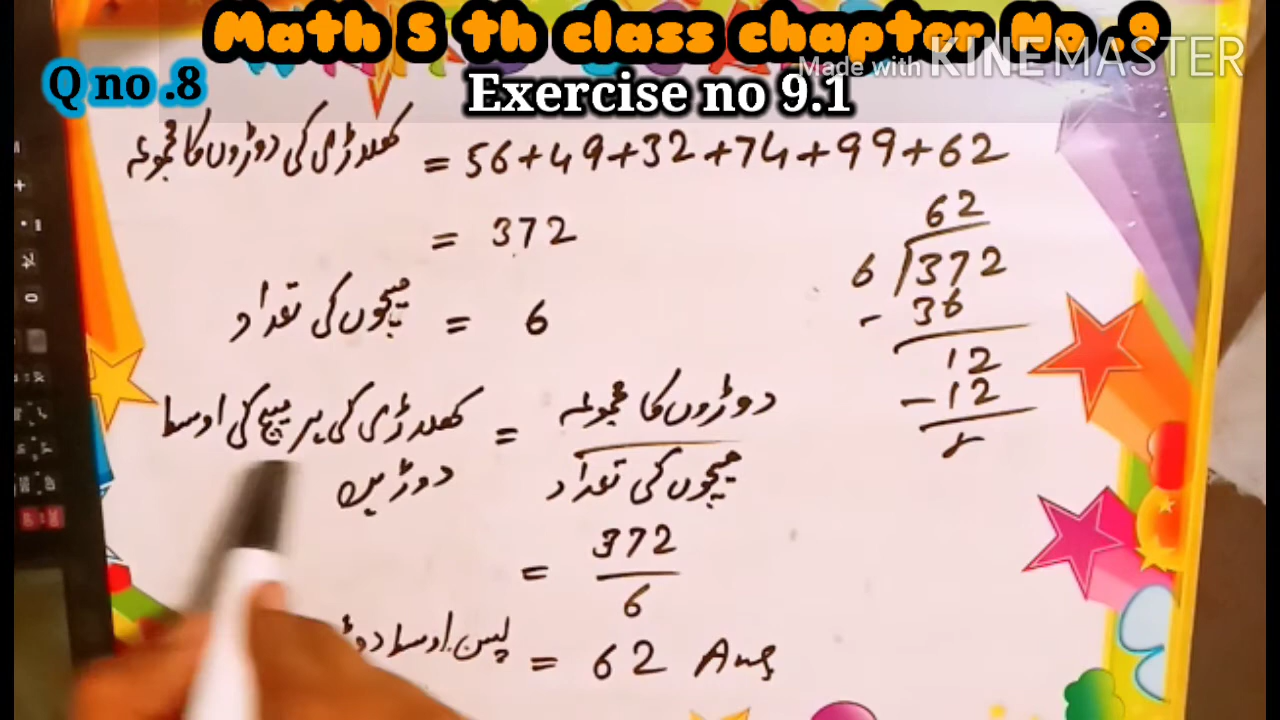 Math 5 th class chapter No .9
Made with KINEMASTER
Q no .8
Exercise no 9.1
کھلاڑی کی دوڑوں کا مجموعہ = 56+49+32+74+99+62
= 372
میچوں کی تعداد = 6
کھلاڑی کی ہر میچ کی اوسط دوڑیں = دوڑوں کا مجموعہ
میچوں کی تعداد
= 372
6
پس اوسط = 62 Ans
62
6 372
- 36
12
-12